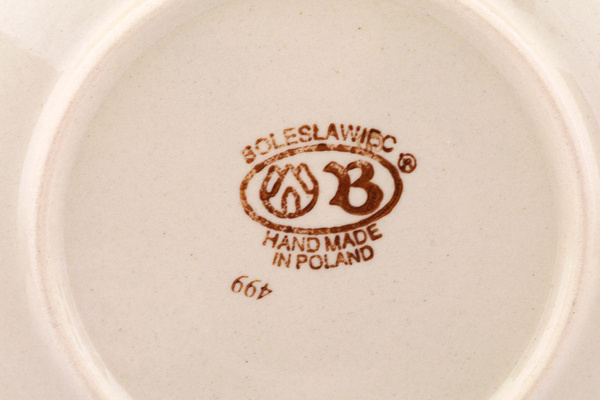 BOLESŁAWIEC ®
B
HAND MADE
IN POLAND
499